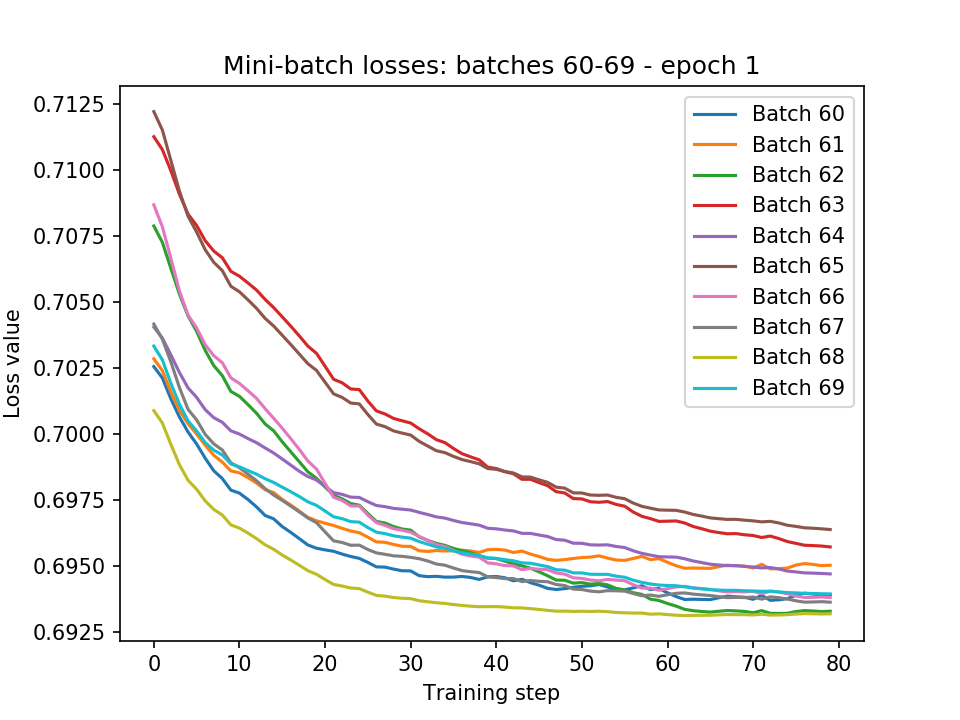 Mini-batch losses: batches 60-69 - epoch 1
Loss value
0.7125
0.7100
0.7075
0.7050
0.7025
0.7000
0.6975
0.6950
0.6925
Batch 60
Batch 61
Batch 62
Batch 63
Batch 64
Batch 65
Batch 66
Batch 67
Batch 68
Batch 69
0 10 20 30 40 50 60 70 80
Training step